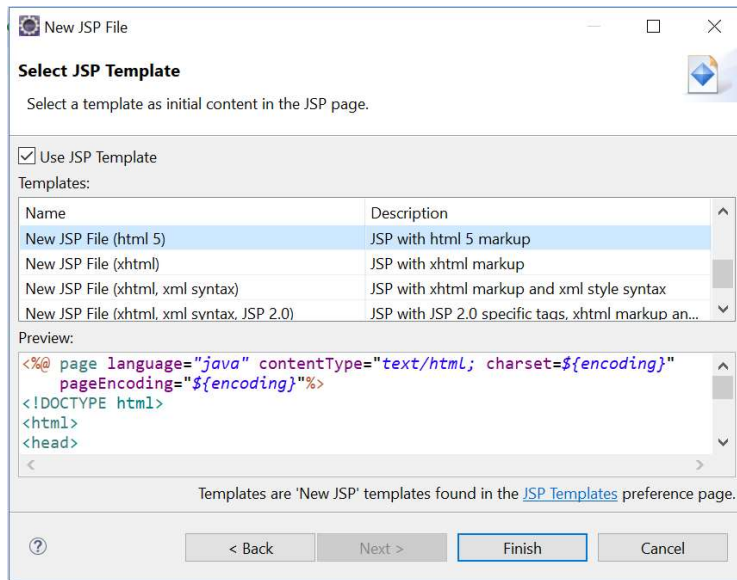 New JSP File
Select JSP Template
Select a template as initial content in the JSP page.
Use JSP Template
Templates:
Name Description
New JSP File (html 5) JSP with html 5 markup
New JSP File (xhtml) JSP with xhtml markup
New JSP File (xhtml, xml syntax) JSP with xhtml markup and xml style syntax
New JSP File (xhtml, xml syntax, JSP 2.0) JSP with JSP 2.0 specific tags, xhtml markup an...
Preview:
<%@ page language="java" contentType="text/html; charset=${encoding}"
pageEncoding="${encoding}"%>
<!DOCTYPE html>
<html>
<head>
Templates are 'New JSP' templates found in the JSP Templates preference page.
? < Back Next > Finish Cancel